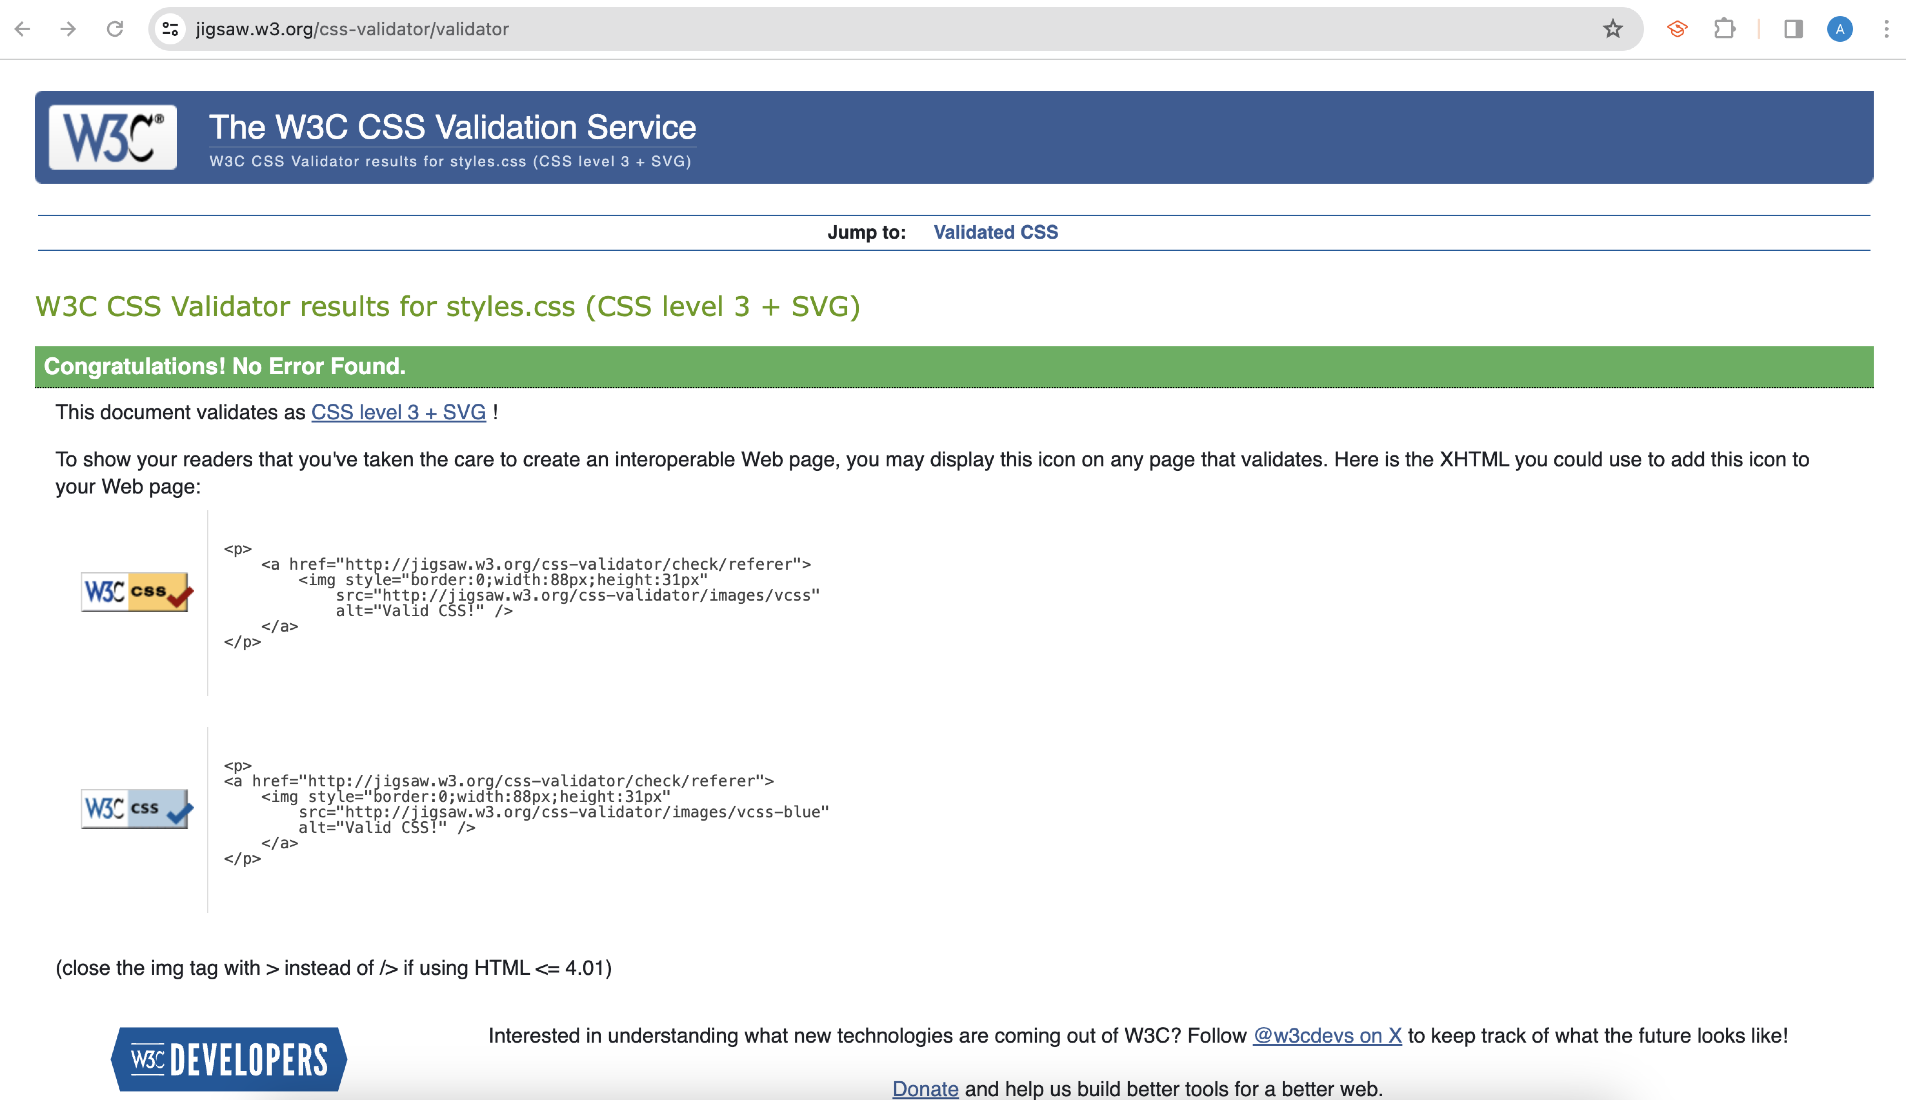 jigsaw.w3.org/css-validator/validator
A
W3C®
The W3C CSS Validation Service
W3C CSS Validator results for styles.css (CSS level 3 + SVG)
Jump to: Validated CSS
W3C CSS Validator results for styles.css (CSS level 3 + SVG)
Congratulations! No Error Found.
This document validates as CSS level 3 + SVG !
To show your readers that you've taken the care to create an interoperable Web page, you may display this icon on any page that validates. Here is the XHTML you could use to add this icon to
your Web page:
W3C css
<p>
    <a href="http://jigsaw.w3.org/css-validator/check/referer">
        <img style="border:0;width:88px;height:31px"
            src="http://jigsaw.w3.org/css-validator/images/vcss"
            alt="Valid CSS!" />
    </a>
</p>
W3C css
<p>
<a href="http://jigsaw.w3.org/css-validator/check/referer">
    <img style="border:0;width:88px;height:31px"
        src="http://jigsaw.w3.org/css-validator/images/vcss-blue"
        alt="Valid CSS!" />
    </a>
</p>
(close the img tag with > instead of /> if using HTML <= 4.01)
W3C DEVELOPERS
Interested in understanding what new technologies are coming out of W3C? Follow @w3cdevs on X to keep track of what the future looks like!
Donate and help us build better tools for a better web.